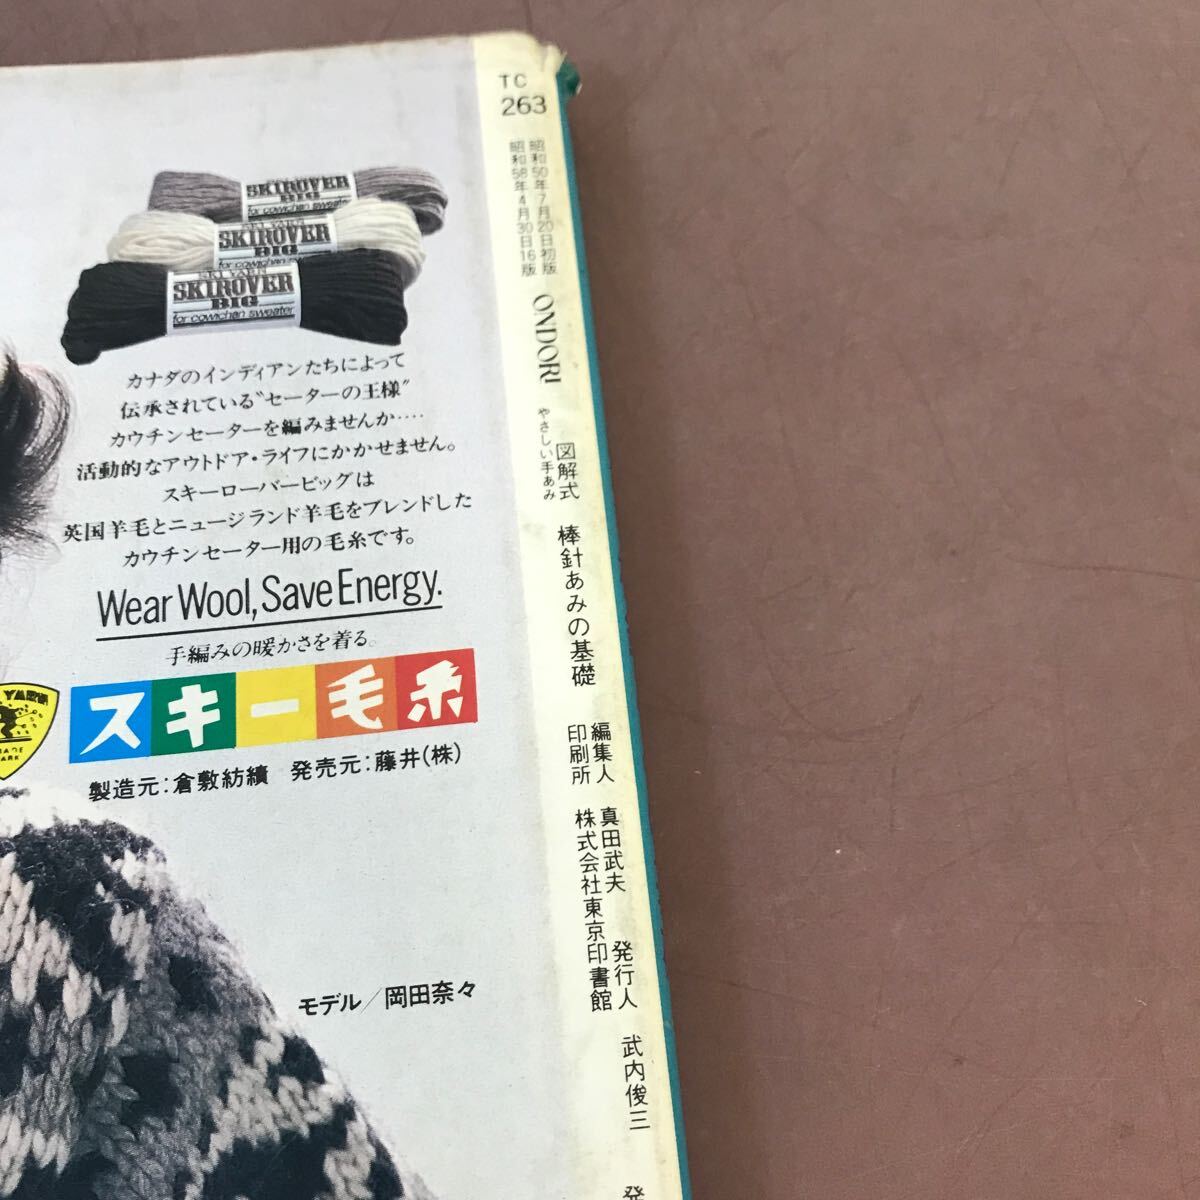 SKIROVER
BIG
for cowichan sweater
SKIROVER
BIG
for cowichan sweater
SKI YARN
SKIROVER
BIG
for cowichan sweater
カナダのインディアンたちによって
伝承されている"セーターの王様"
カウチンセーターを編みませんか‥‥
活動的なアウトドア・ライフにかかせません。
スキーローバービッグは
英国羊毛とニュージランド羊毛をブレンドした
カウチンセーター用の毛糸です。
Wear Wool, Save Energy.
手編みの暖かさを着る。
スキー毛糸
製造元:倉敷紡績 発売元:藤井(株)
モデル/岡田奈々
TC
263
昭和50年7月20日初版
昭和58年4月30日16版
ONDORI
やさしい手あみ
図解式
棒針あみの基礎
編集人 真田武夫
印刷所 株式会社東京印書館
発行人 武内俊三